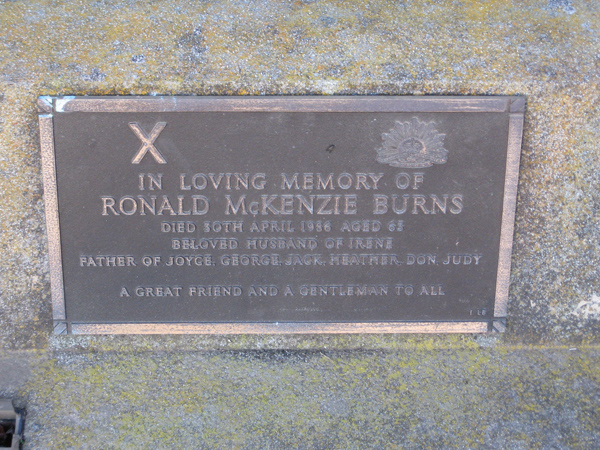 IN LOVING MEMORY OF
RONALD McKENZIE BURNS
DIED 30TH APRIL 1986 AGED 62
BELOVED HUSBAND OF IRENE
FATHER OF JOYCE, GEORGE, JACK, HEATHER, DON, JUDY
A GREAT FRIEND AND A GENTLEMAN TO ALL